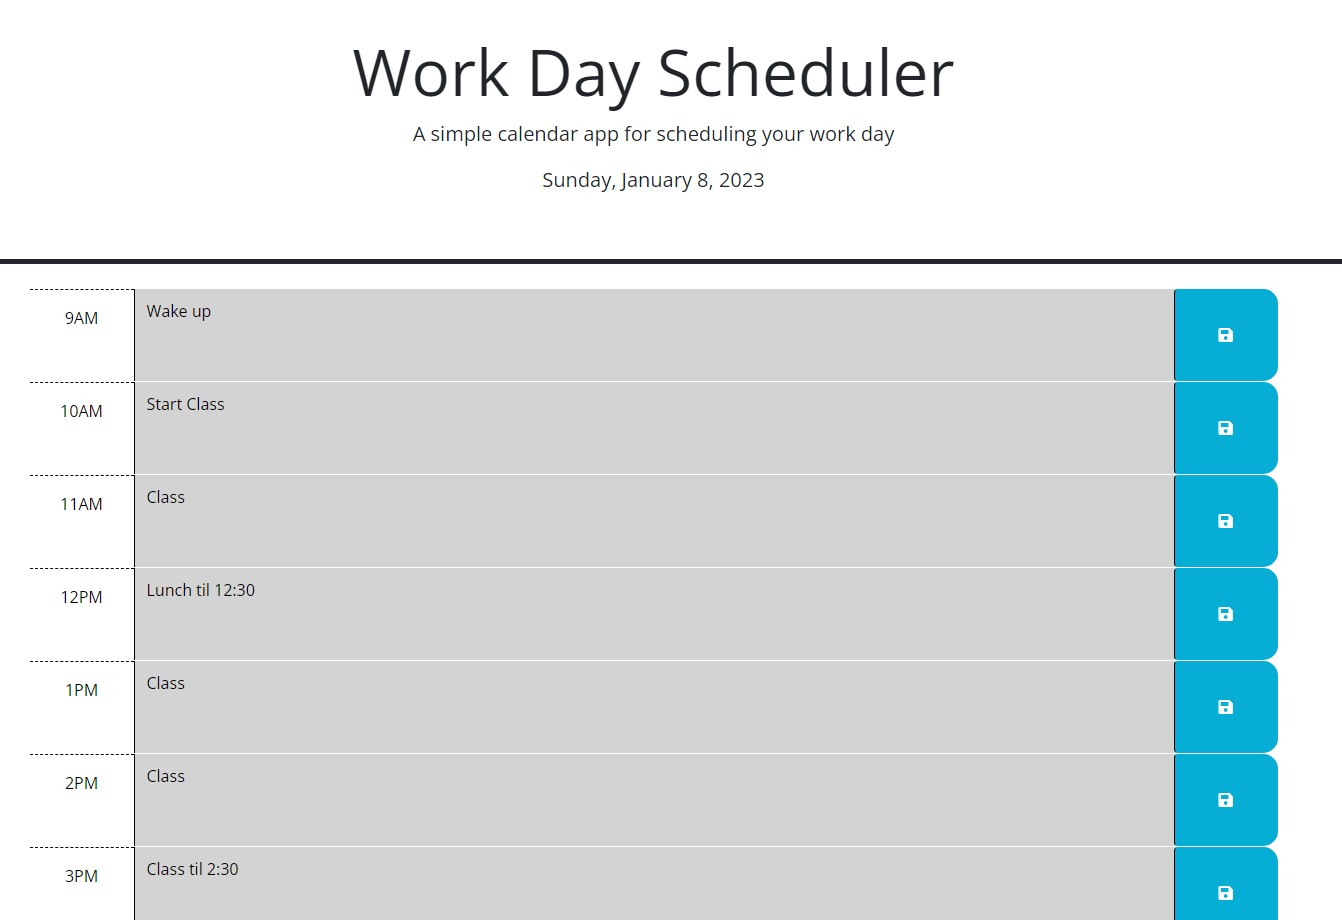 Work Day Scheduler
A simple calendar app for scheduling your work day
Sunday, January 8, 2023
9AM Wake up
10AM Start Class
11AM Class
12PM Lunch til 12:30
1PM Class
2PM Class
3PM Class til 2:30